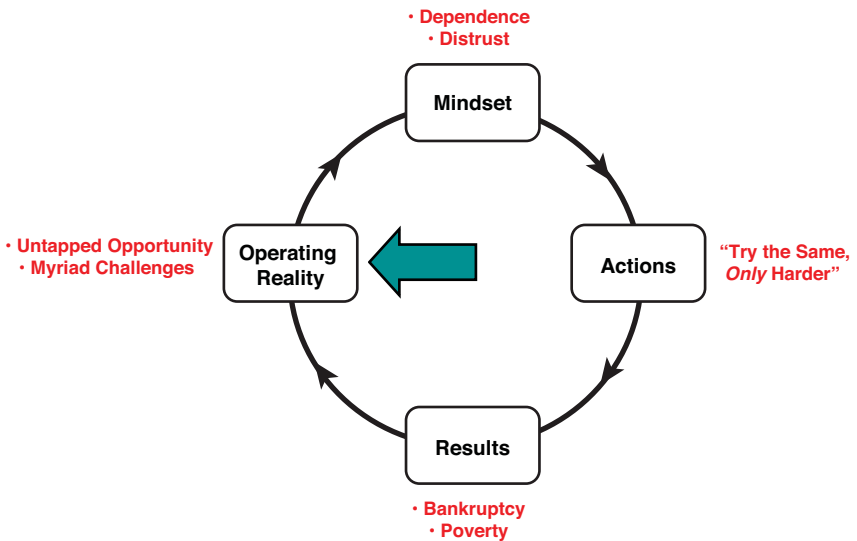 · Dependence
· Distrust
Mindset
· Untapped Opportunity
· Myriad Challenges
Operating
Reality
Actions
“Try the Same,
Only Harder”
Results
· Bankruptcy
· Poverty